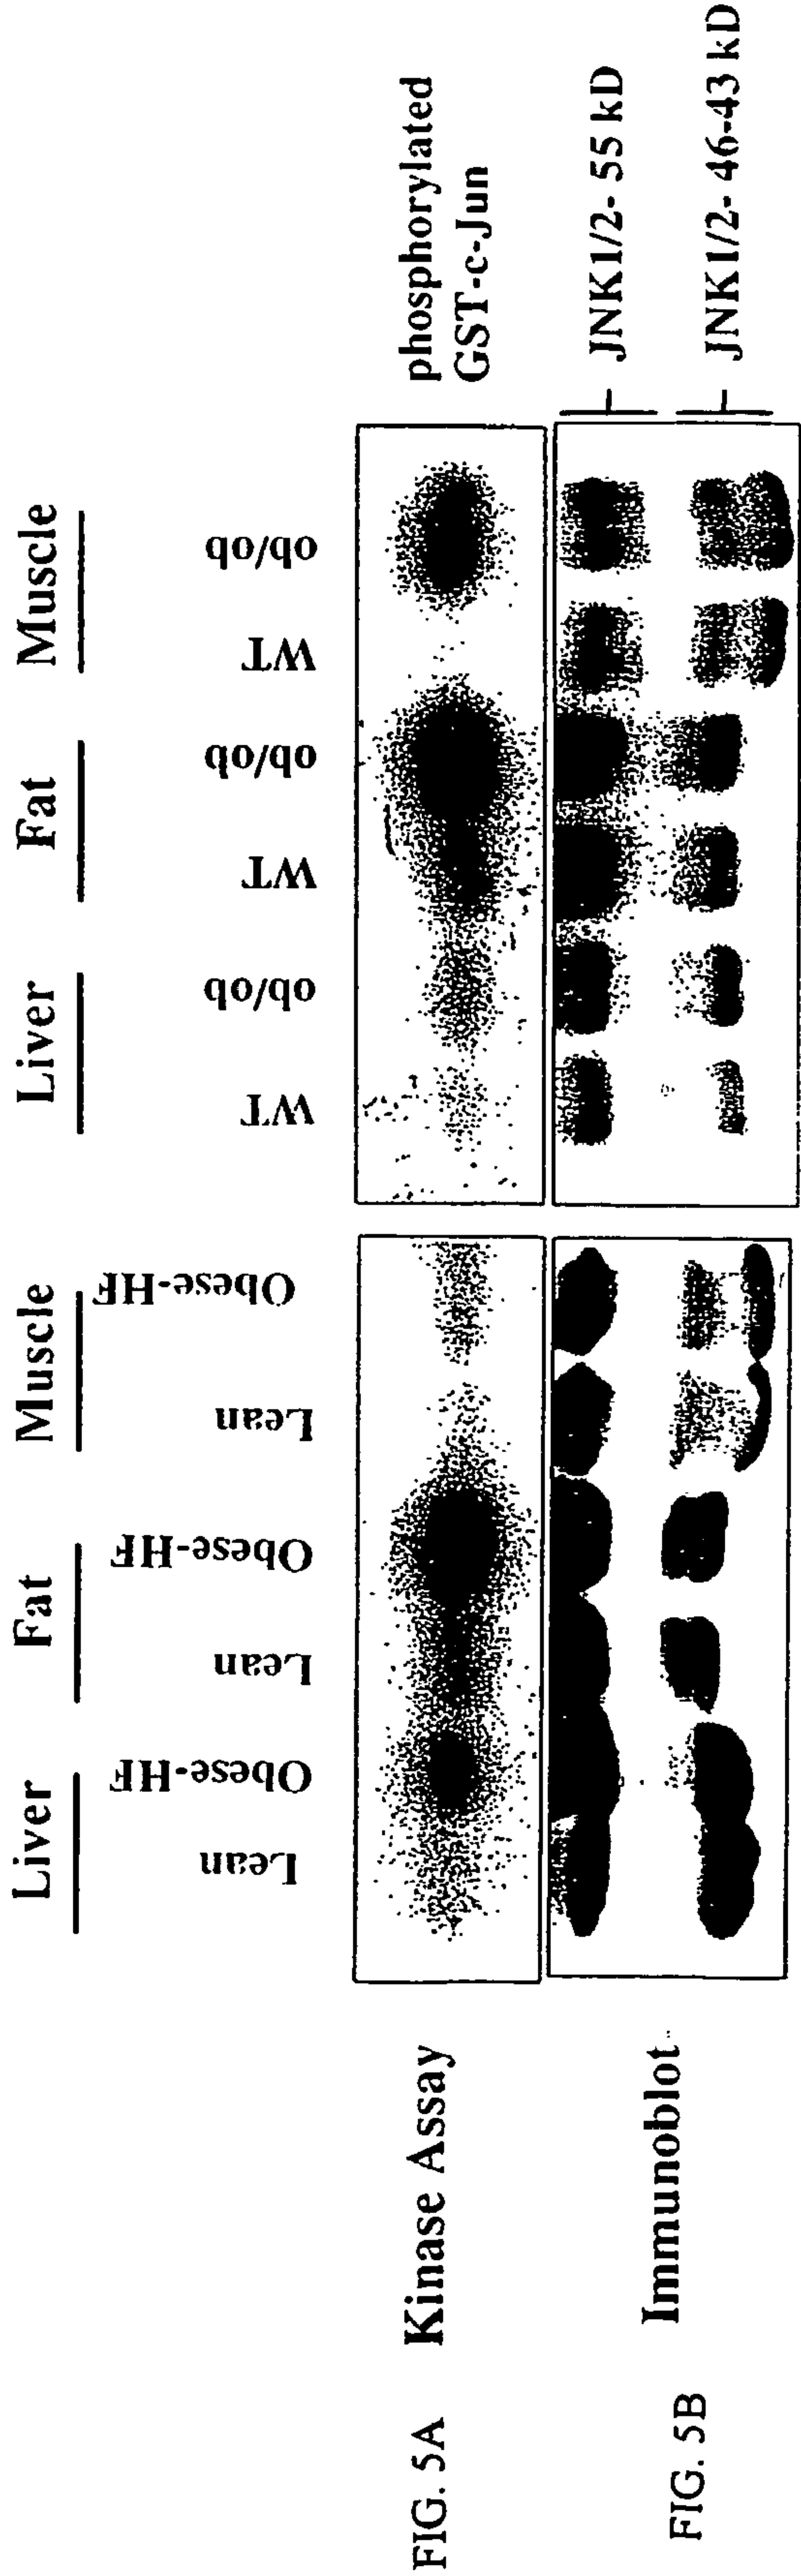 Liver Fat Muscle Liver Fat Muscle
Lean Obese-HF Lean Obese-HF Lean Obese-HF WT ob/ob WT ob/ob WT ob/ob
FIG. 5A Kinase Assay
phosphorylated
GST-c-Jun
FIG. 5B Immunoblot
JNK1/2- 55 kD
JNK1/2- 46-43 kD